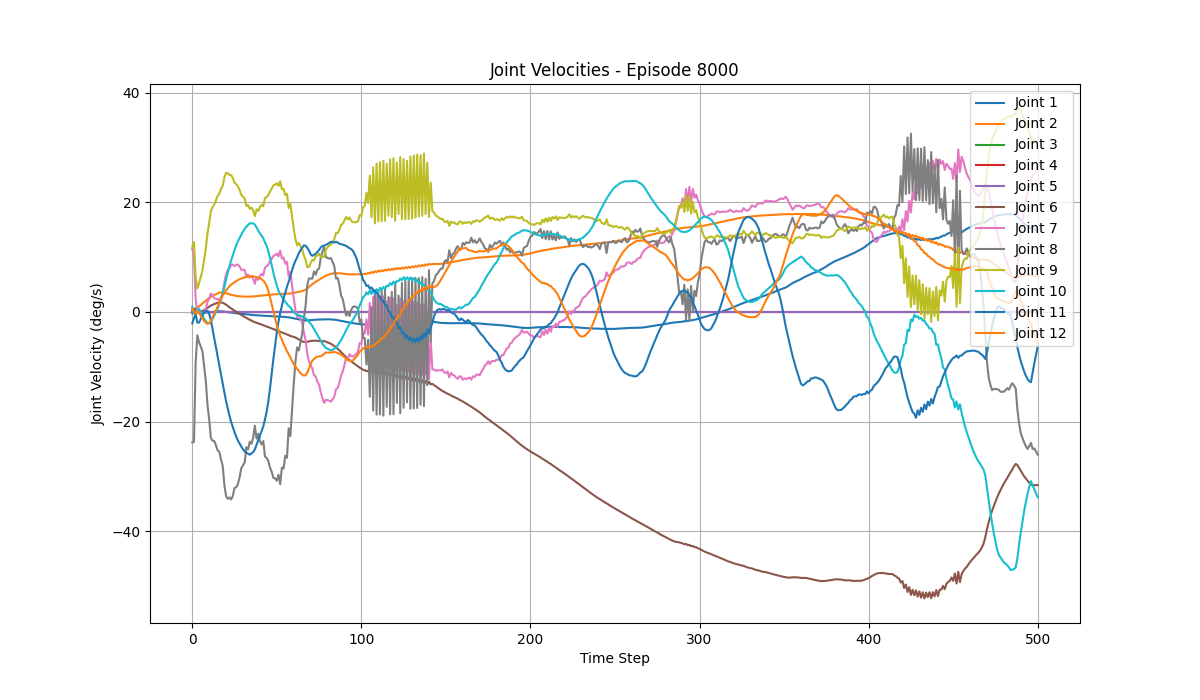 Joint Velocities - Episode 8000
Joint Velocity (deg/s)
40
20
0
−20
−40
0
100
200
300
400
500
Time Step
Joint 1
Joint 2
Joint 3
Joint 4
Joint 5
Joint 6
Joint 7
Joint 8
Joint 9
Joint 10
Joint 11
Joint 12